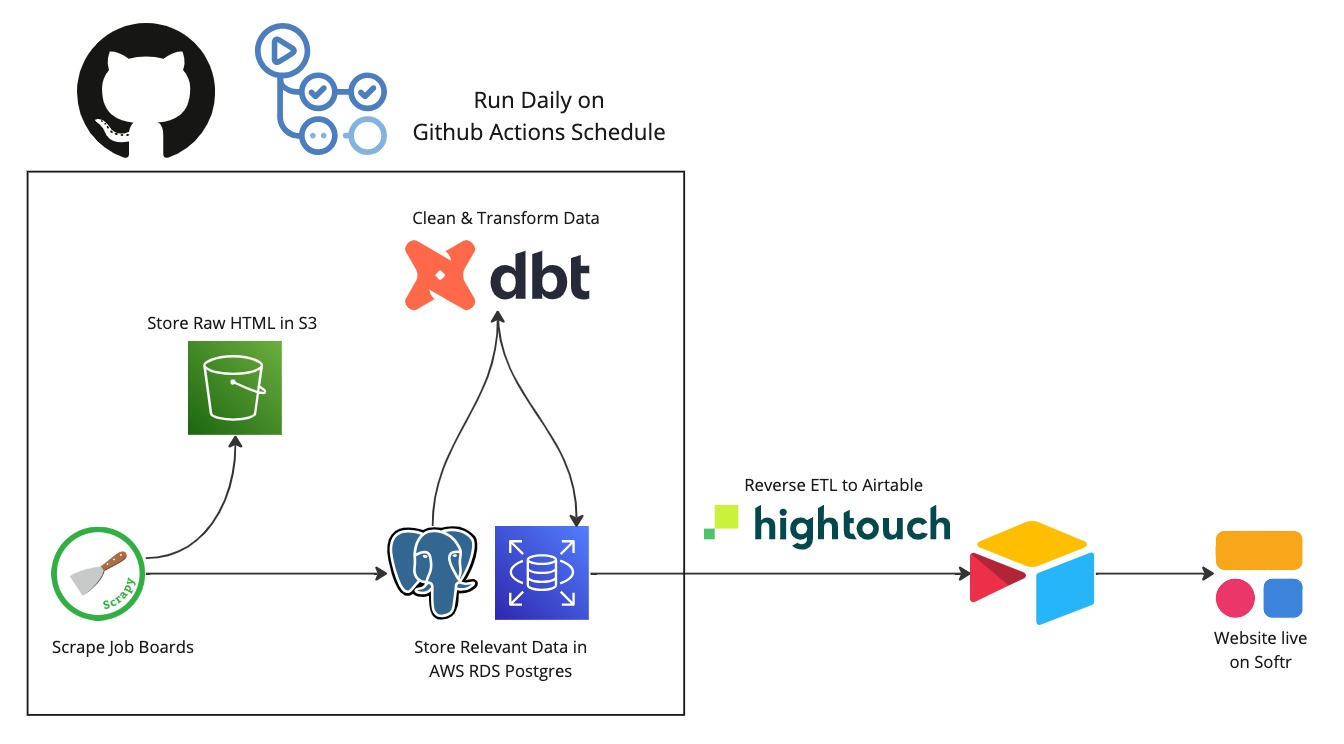 Run Daily on
Github Actions Schedule
Clean & Transform Data
dbt
Store Raw HTML in S3
Reverse ETL to Airtable
hightouch
Scrapy
Scrape Job Boards
Store Relevant Data in
AWS RDS Postgres
Website live
on Softr